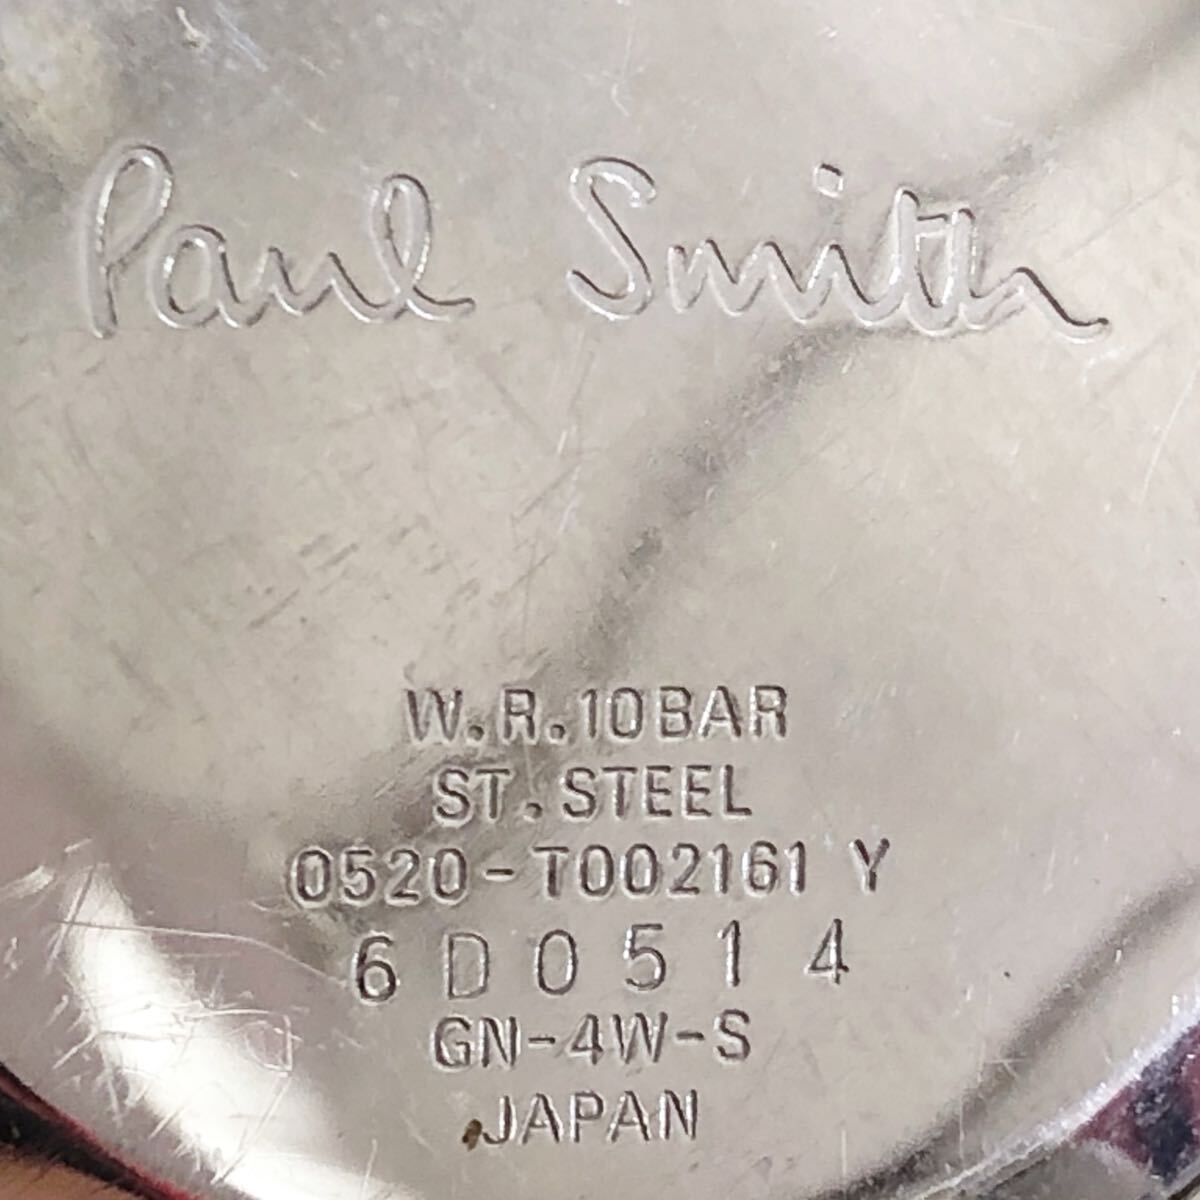 Paul Smith
W.R.10BAR
ST.STEEL
0520-T002161 Y
6D0514
GN-4W-S
JAPAN